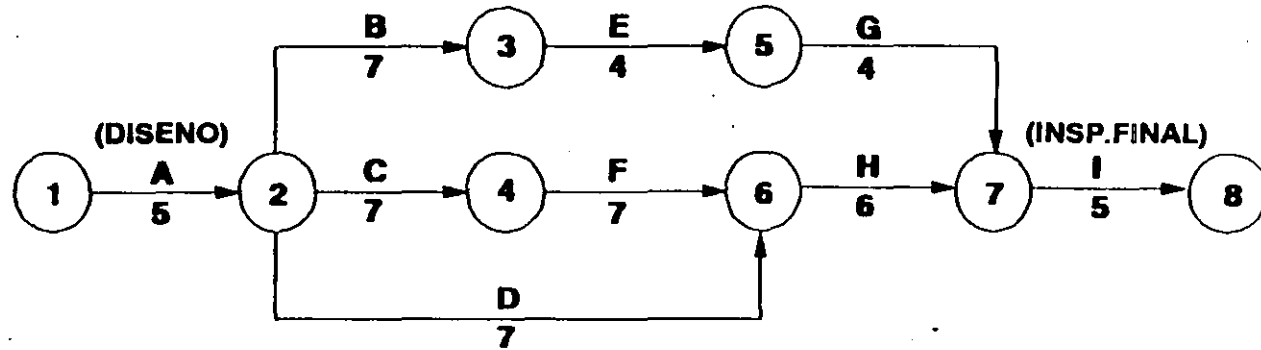 B 3 E 5 G
7 4 4
(DISENO) (INSP.FINAL)
1 A 2 C 4 F 6 H 7 I 8
5 7 7 6 5
D
7